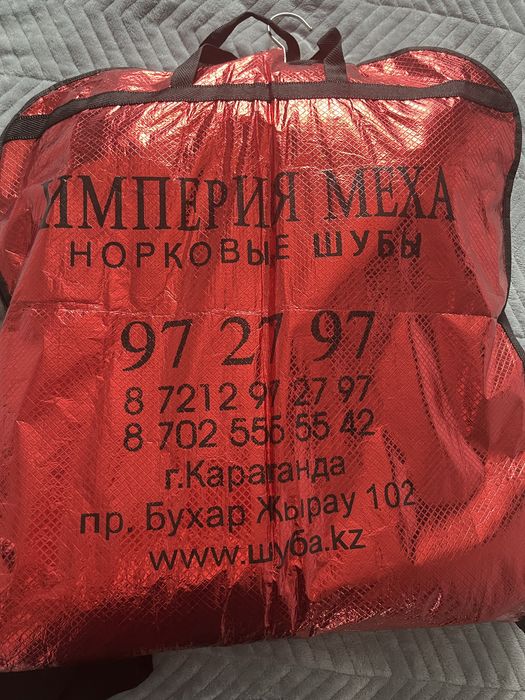 ИМПЕРИЯ МЕХА
НОРКОВЫЕ ШУБЫ
97 27 97
8 7212 97 27 97
8 702 555 55 42
г.Караганда
пр. Бухар Жырау 102
www.шуба.kz